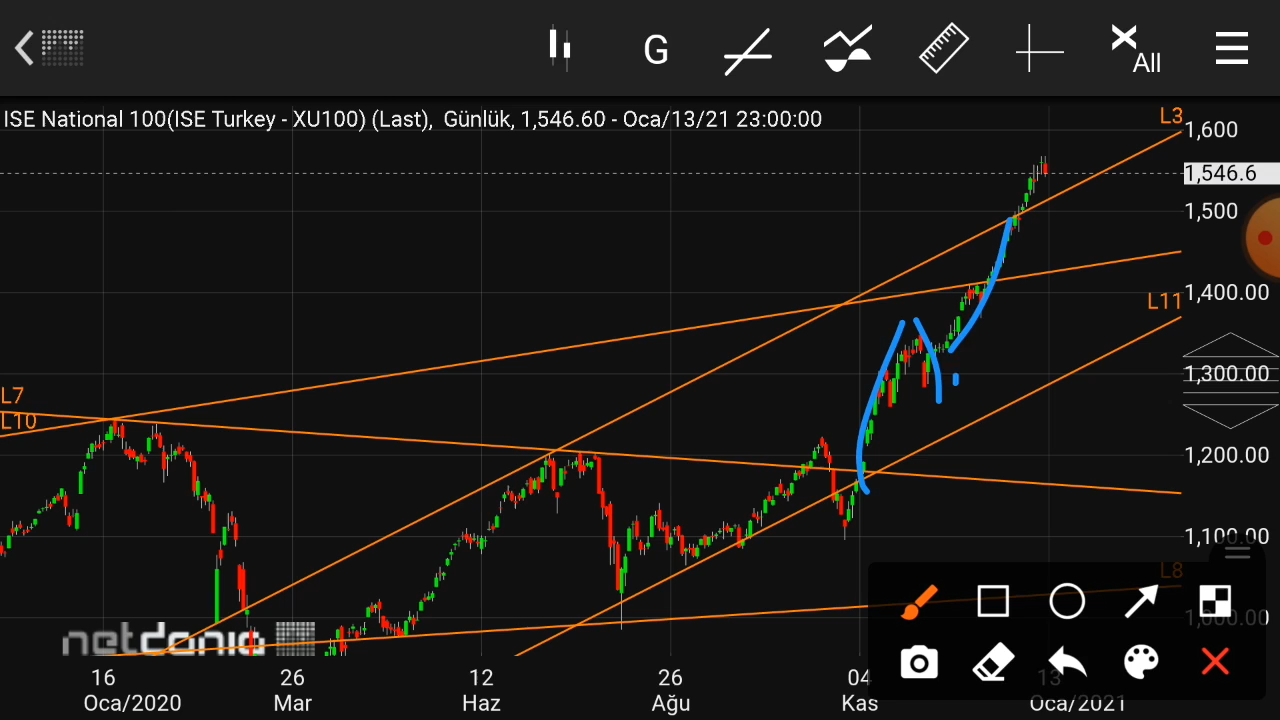 G
All
ISE National 100(ISE Turkey - XU100) (Last), Günlük, 1,546.60 - Oca/13/21 23:00:00
L3
1,600
1,546.6
1,500
L11
1,400.00
1,300.00
L7
L10
1,200.00
1,100.00
L8
1,000.00
netdania
16 26 12 26 04 13
Oca/2020 Mar Haz Ağu Kas Oca/2021